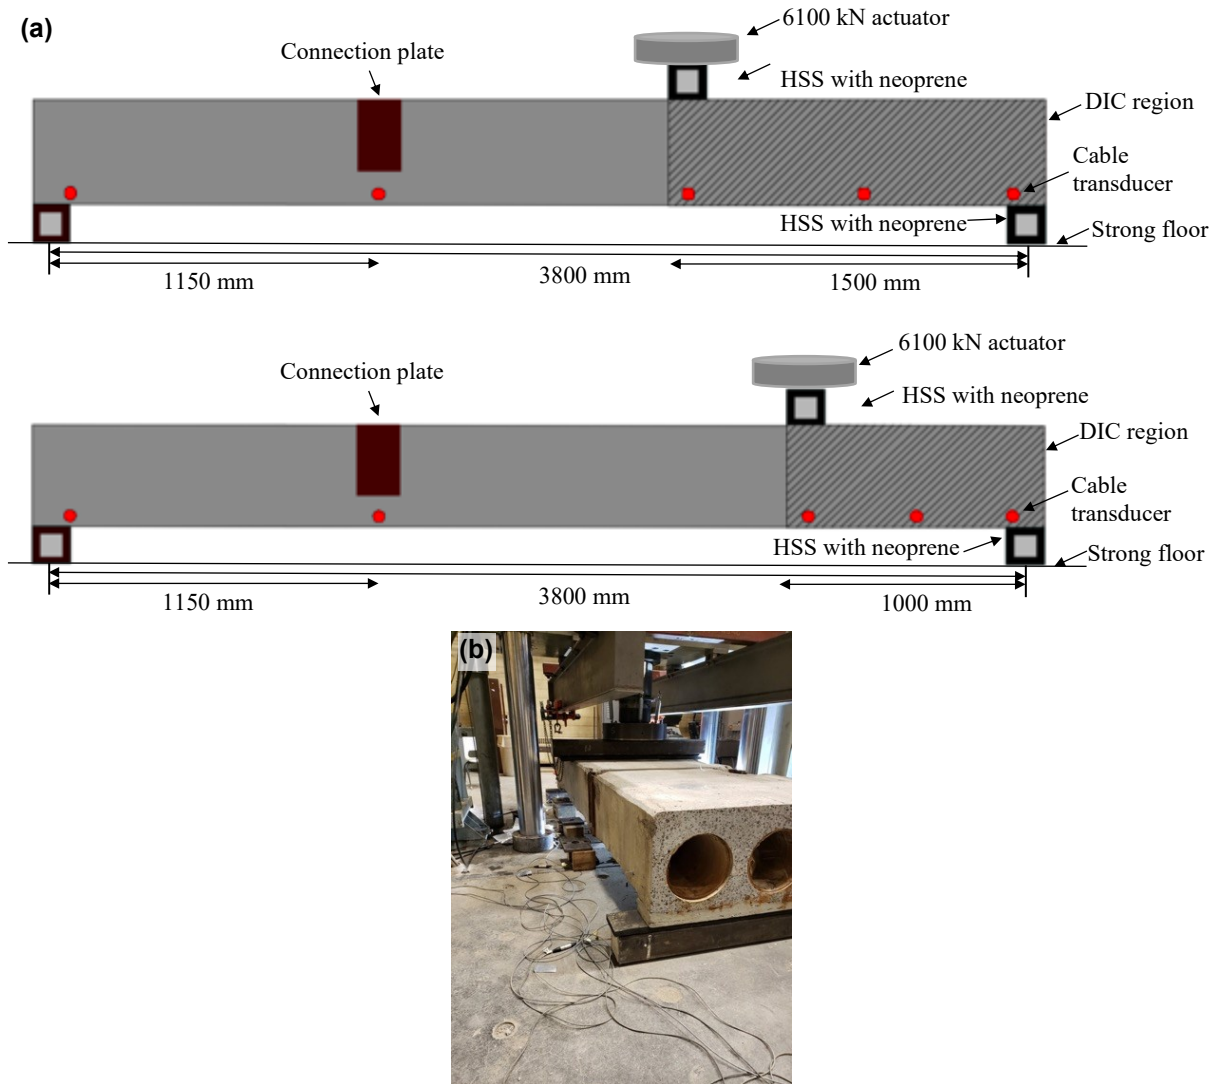 (a)
6100 kN actuator
Connection plate
HSS with neoprene
DIC region
Cable
transducer
HSS with neoprene
Strong floor
1150 mm
3800 mm
1500 mm
6100 kN actuator
Connection plate
HSS with neoprene
DIC region
Cable
transducer
HSS with neoprene
Strong floor
1150 mm
3800 mm
1000 mm
(b)